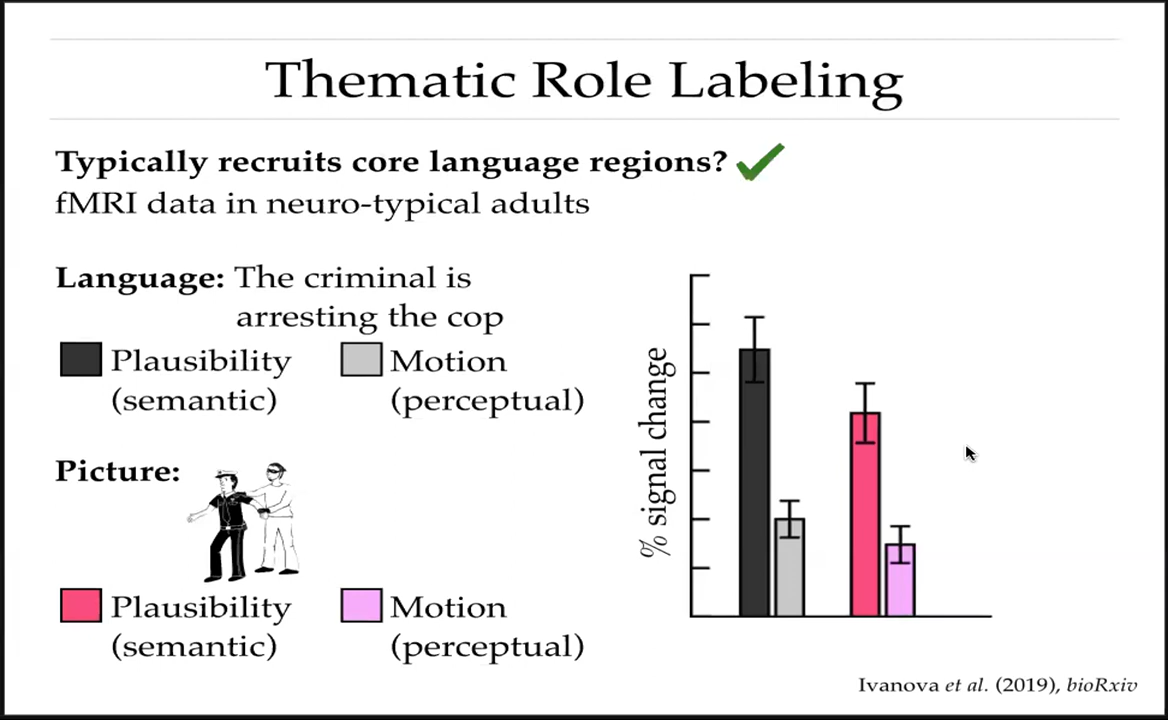 Thematic Role Labeling
Typically recruits core language regions?
fMRI data in neuro-typical adults
Language: The criminal is
arresting the cop
Plausibility
(semantic)
Motion
(perceptual)
Picture:
Plausibility
(semantic)
Motion
(perceptual)
% signal change
Ivanova et al. (2019), bioRxiv